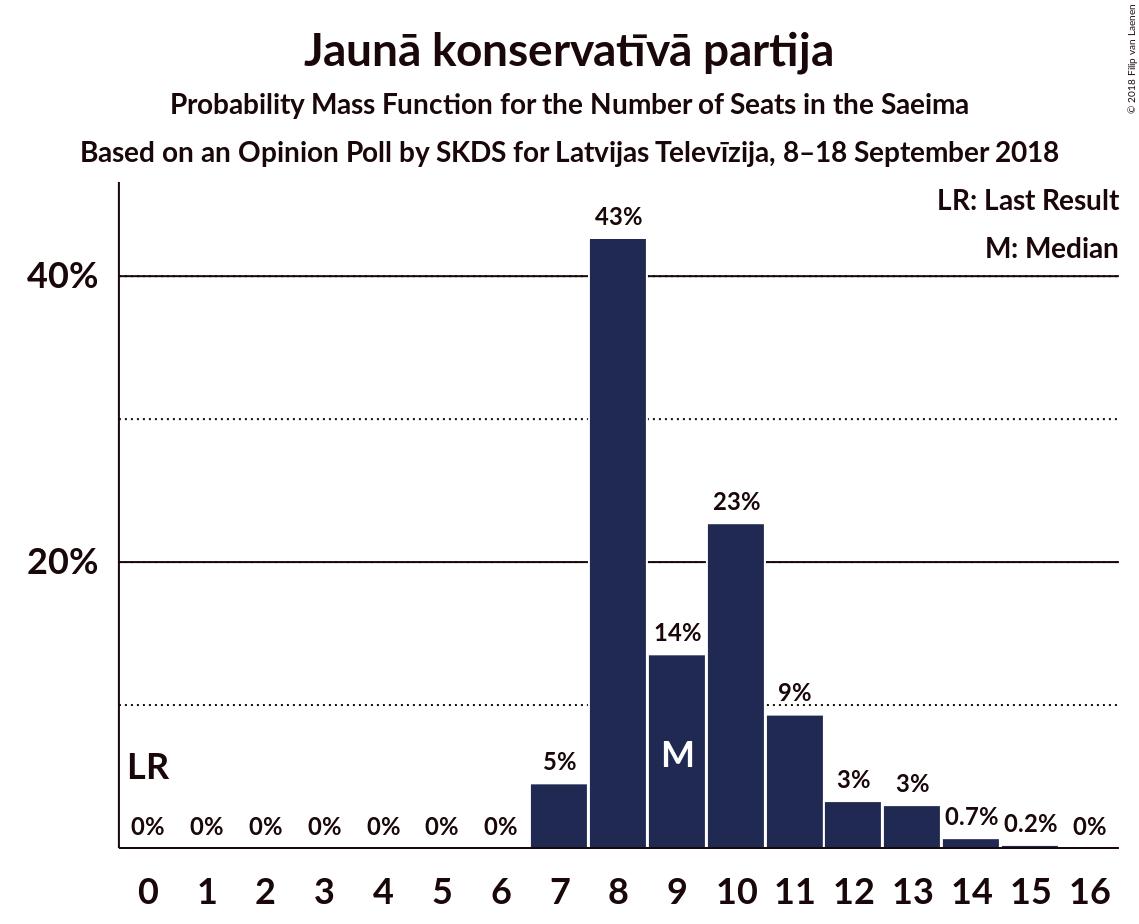 Jaunā konservatīvā partija
Probability Mass Function for the Number of Seats in the Saeima
Based on an Opinion Poll by SKDS for Latvijas Televīzija, 8–18 September 2018
© 2018 Filip van Laenen
LR: Last Result
M: Median
40%
20%
43%
23%
14%
9%
5%
3%
3%
0.7%
0.2%
0%
LR
M
0% 0% 0% 0% 0% 0% 0%
0 1 2 3 4 5 6 7 8 9 10 11 12 13 14 15 16